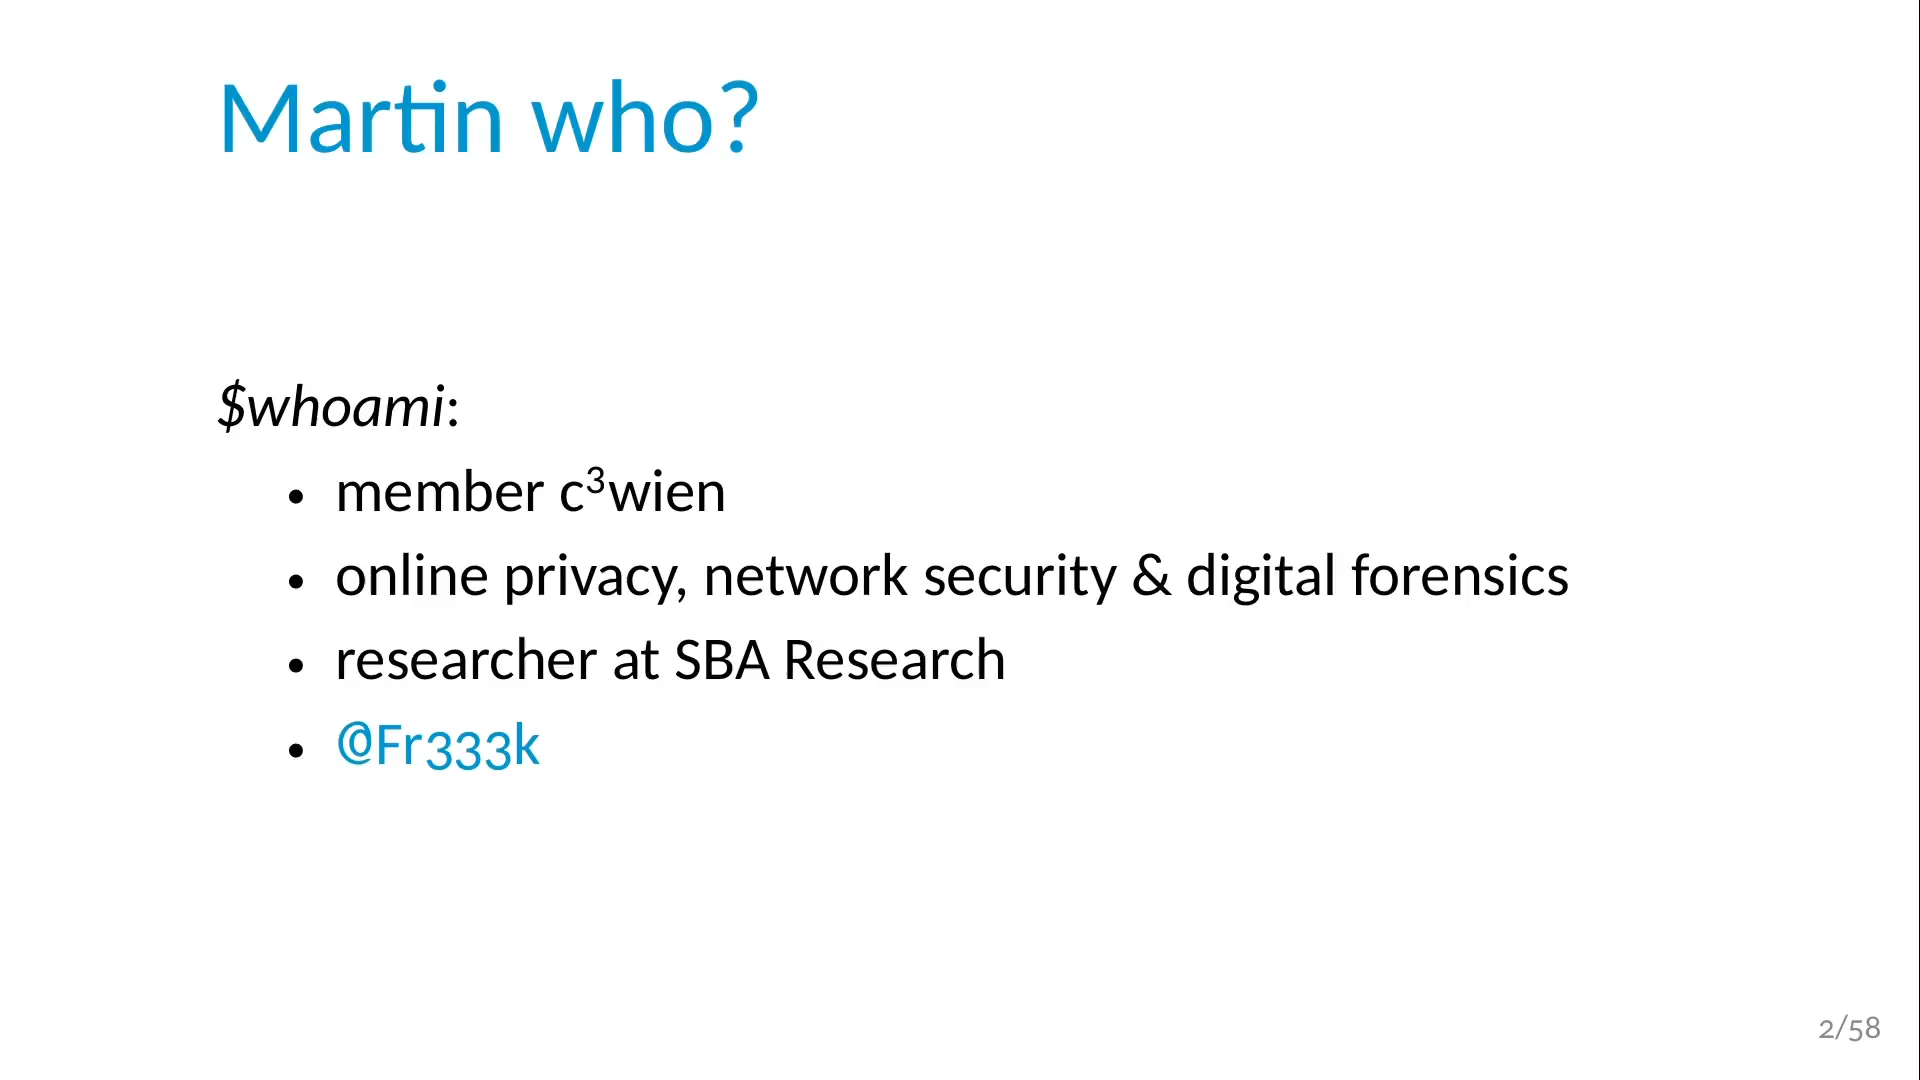 Martin who?
$whoami:
• member c³wien
• online privacy, network security & digital forensics
• researcher at SBA Research
• @Fr333k
2/58